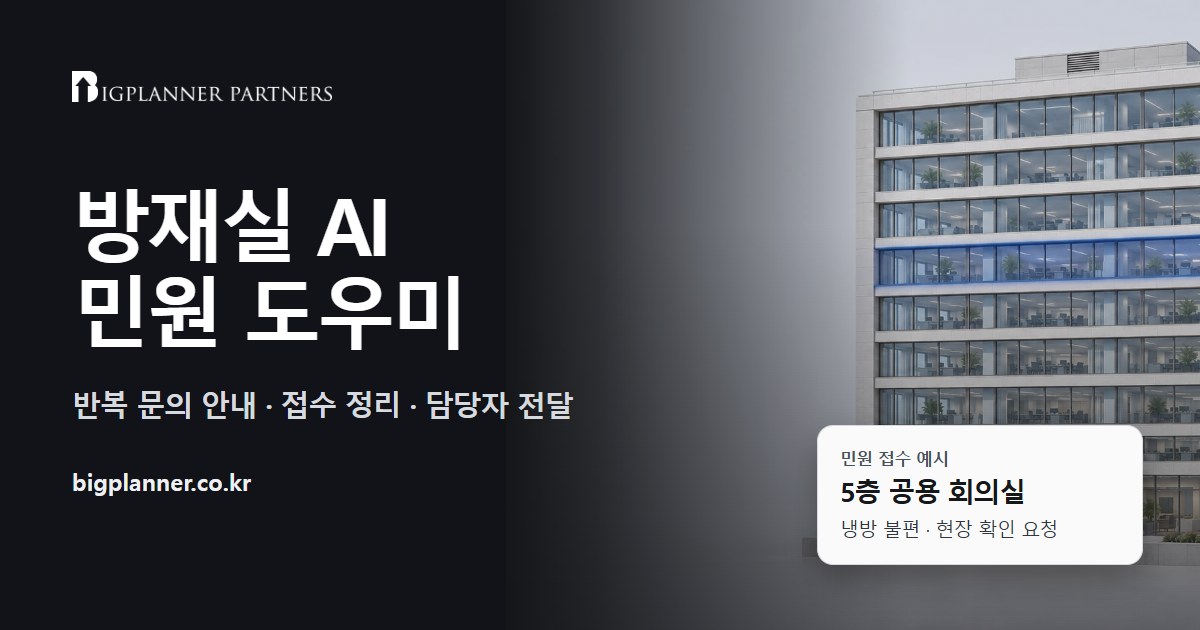 BIGPLANNER PARTNERS
방재실 AI
민원 도우미
반복 문의 안내 · 접수 정리 · 담당자 전달
bigplanner.co.kr
민원 접수 예시
5층 공용 회의실
냉방 불편 · 현장 확인 요청